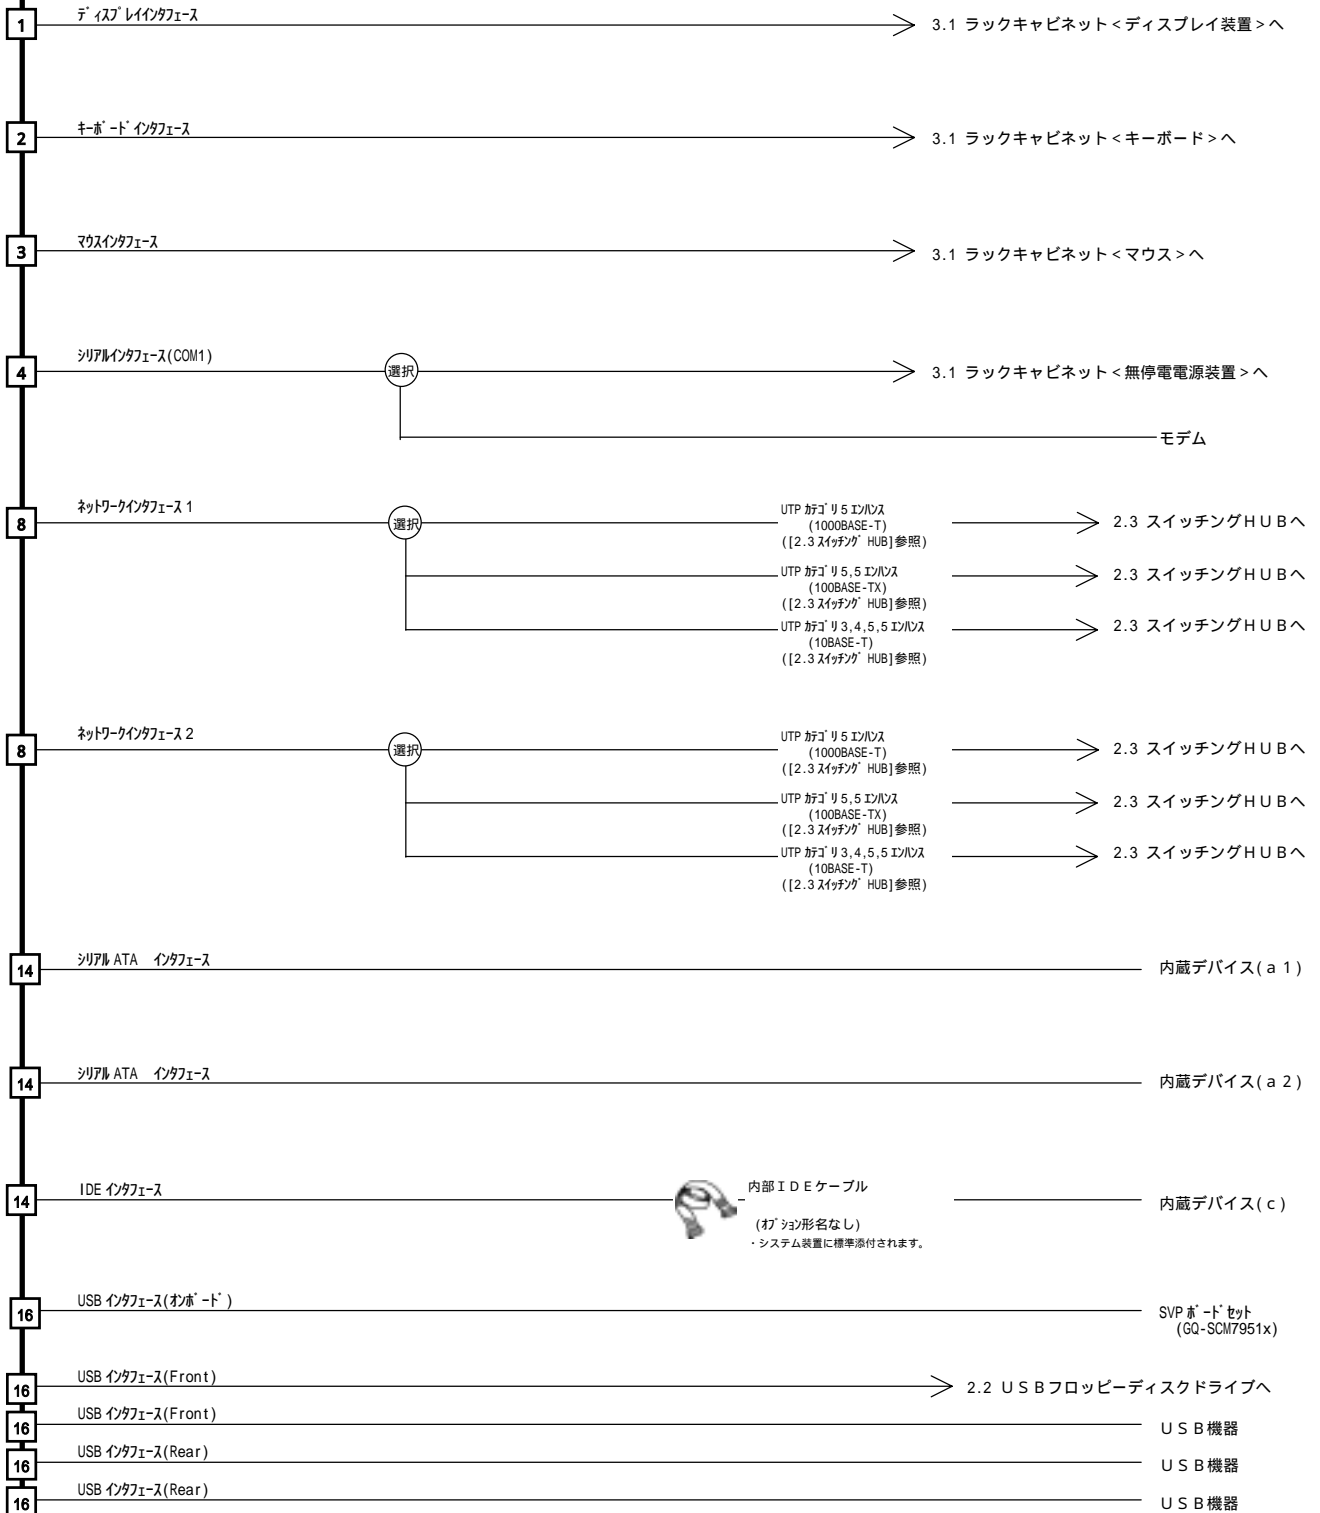 1
ﾃﾞｨｽﾌﾟﾚｲｲﾝﾀﾌｪｰｽ
3.1 ラックキャビネット<ディスプレイ装置>へ
2
ｷｰﾎﾞｰﾄﾞｲﾝﾀﾌｪｰｽ
3.1 ラックキャビネット<キーボード>へ
3
ﾏｳｽｲﾝﾀﾌｪｰｽ
3.1 ラックキャビネット<マウス>へ
4
ｼﾘｱﾙｲﾝﾀﾌｪｰｽ(COM1)
選択
3.1 ラックキャビネット<無停電電源装置>へ
モデム
8
ﾈｯﾄﾜｰｸｲﾝﾀﾌｪｰｽ 1
選択
UTP ｶﾃｺﾞﾘ 5 ｴﾝﾊﾝｽ
(1000BASE-T)
([2.3 ｽｲｯﾁﾝｸﾞ HUB]参照)
2.3 スイッチングＨＵＢへ
UTP ｶﾃｺﾞﾘ 5,5 ｴﾝﾊﾝｽ
(100BASE-TX)
([2.3 ｽｲｯﾁﾝｸﾞ HUB]参照)
2.3 スイッチングＨＵＢへ
UTP ｶﾃｺﾞﾘ 3,4,5,5 ｴﾝﾊﾝｽ
(10BASE-T)
([2.3 ｽｲｯﾁﾝｸﾞ HUB]参照)
2.3 スイッチングＨＵＢへ
8
ﾈｯﾄﾜｰｸｲﾝﾀﾌｪｰｽ 2
選択
UTP ｶﾃｺﾞﾘ 5 ｴﾝﾊﾝｽ
(1000BASE-T)
([2.3 ｽｲｯﾁﾝｸﾞ HUB]参照)
2.3 スイッチングＨＵＢへ
UTP ｶﾃｺﾞﾘ 5,5 ｴﾝﾊﾝｽ
(100BASE-TX)
([2.3 ｽｲｯﾁﾝｸﾞ HUB]参照)
2.3 スイッチングＨＵＢへ
UTP ｶﾃｺﾞﾘ 3,4,5,5 ｴﾝﾊﾝｽ
(10BASE-T)
([2.3 ｽｲｯﾁﾝｸﾞ HUB]参照)
2.3 スイッチングＨＵＢへ
14
ｼﾘｱﾙ ATA　ｲﾝﾀﾌｪｰｽ
内蔵デバイス(ａ１)
14
ｼﾘｱﾙ ATA　ｲﾝﾀﾌｪｰｽ
内蔵デバイス(ａ２)
14
IDE ｲﾝﾀﾌｪｰｽ
内部ＩＤＥケーブル
(ｵﾌﾟｼｮﾝ形名なし)
・システム装置に標準添付されます。
内蔵デバイス(ｃ)
16
USB ｲﾝﾀﾌｪｰｽ(ｵﾝﾎﾞｰﾄﾞ)
SVP ﾎﾞｰﾄﾞｾｯﾄ
(GQ-SCM7951x)
16
USB ｲﾝﾀﾌｪｰｽ(Front)
2.2 ＵＳＢフロッピーディスクドライブへ
16
USB ｲﾝﾀﾌｪｰｽ(Front)
ＵＳＢ機器
16
USB ｲﾝﾀﾌｪｰｽ(Rear)
ＵＳＢ機器
16
USB ｲﾝﾀﾌｪｰｽ(Rear)
ＵＳＢ機器